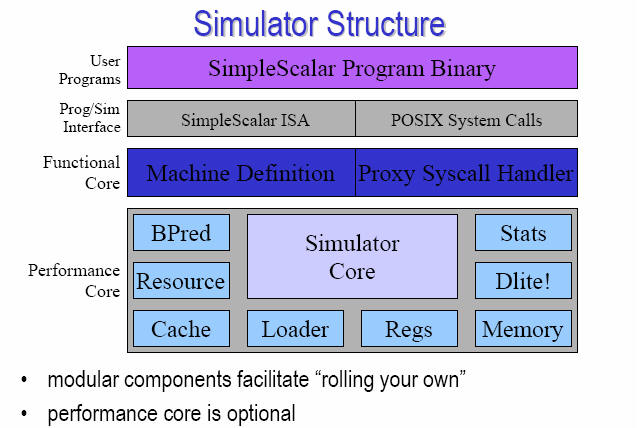 Simulator Structure
User
Programs
SimpleScalar Program Binary
Prog/Sim
Interface
SimpleScalar ISA
POSIX System Calls
Functional
Core
Machine Definition
Proxy Syscall Handler
Performance
Core
BPred
Simulator
Core
Stats
Resource
Dlite!
Cache
Loader
Regs
Memory
• modular components facilitate “rolling your own”
• performance core is optional